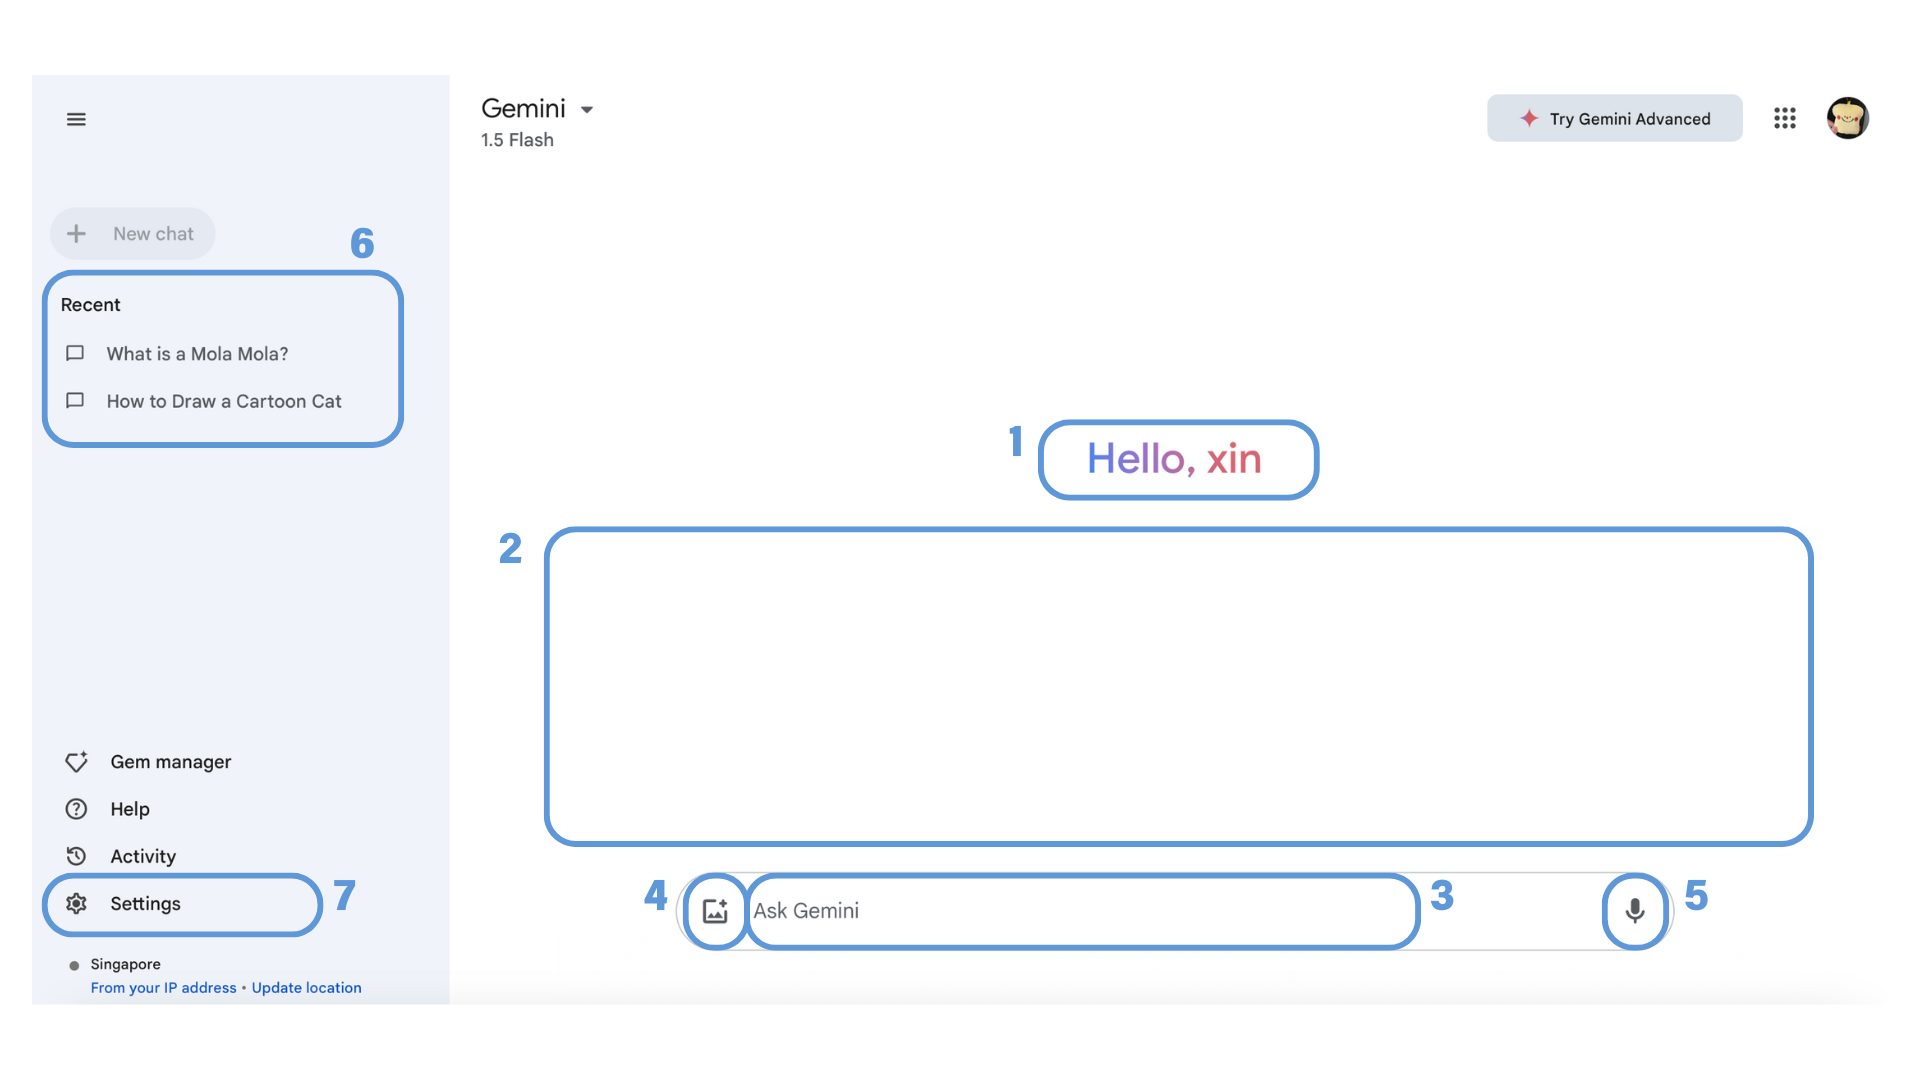 Gemini
1.5 Flash
Try Gemini Advanced
New chat
6
Recent
What is a Mola Mola?
How to Draw a Cartoon Cat
1
Hello, xin
2
Gem manager
Help
Activity
Settings
7
4
Ask Gemini
3
5
Singapore
From your IP address • Update location